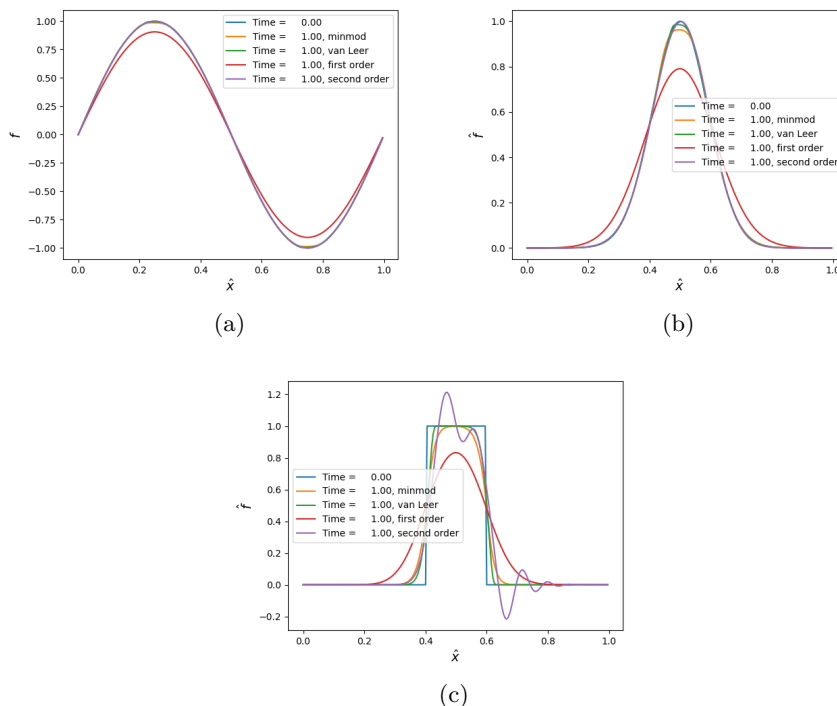 1.00
0.75
0.50
0.25
0.00
−0.25
−0.50
−0.75
−1.00
f
0.0 0.2 0.4 0.6 0.8 1.0
x̂
Time = 0.00
Time = 1.00, minmod
Time = 1.00, van Leer
Time = 1.00, first order
Time = 1.00, second order
(a)
1.0
0.8
0.6
0.4
0.2
0.0
f̂
0.0 0.2 0.4 0.6 0.8 1.0
x̂
Time = 0.00
Time = 1.00, minmod
Time = 1.00, van Leer
Time = 1.00, first order
Time = 1.00, second order
(b)
1.2
1.0
0.8
0.6
0.4
0.2
0.0
−0.2
f̂
0.0 0.2 0.4 0.6 0.8 1.0
x̂
Time = 0.00
Time = 1.00, minmod
Time = 1.00, van Leer
Time = 1.00, first order
Time = 1.00, second order
(c)